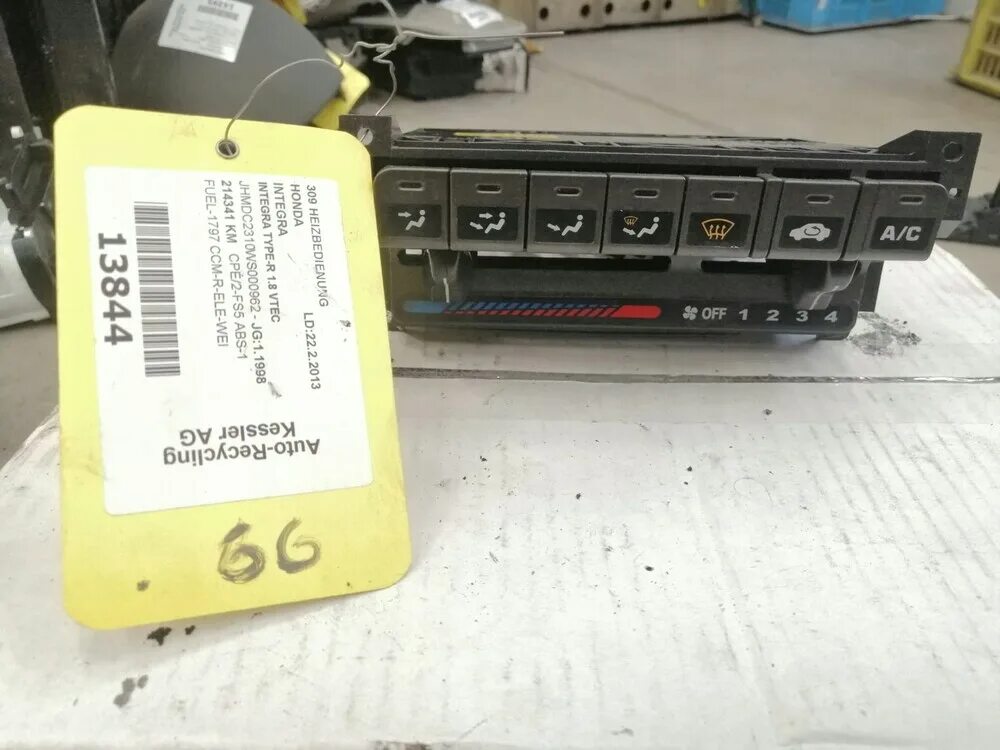 309 HEIZBEDIENUNG LD:22.2.2013
HONDA
INTEGRA
INTEGRA TYPE-R 1.8 VTEC
JHMDC2310WS000962 - JG:1.1998
214341 KM CPÉ/2-FS5 ABS-1
FUEL-1797 CCM-R-ELE-WEI
13844
Auto-Recycling
Kessler AG
A/C
OFF 1 2 3 4